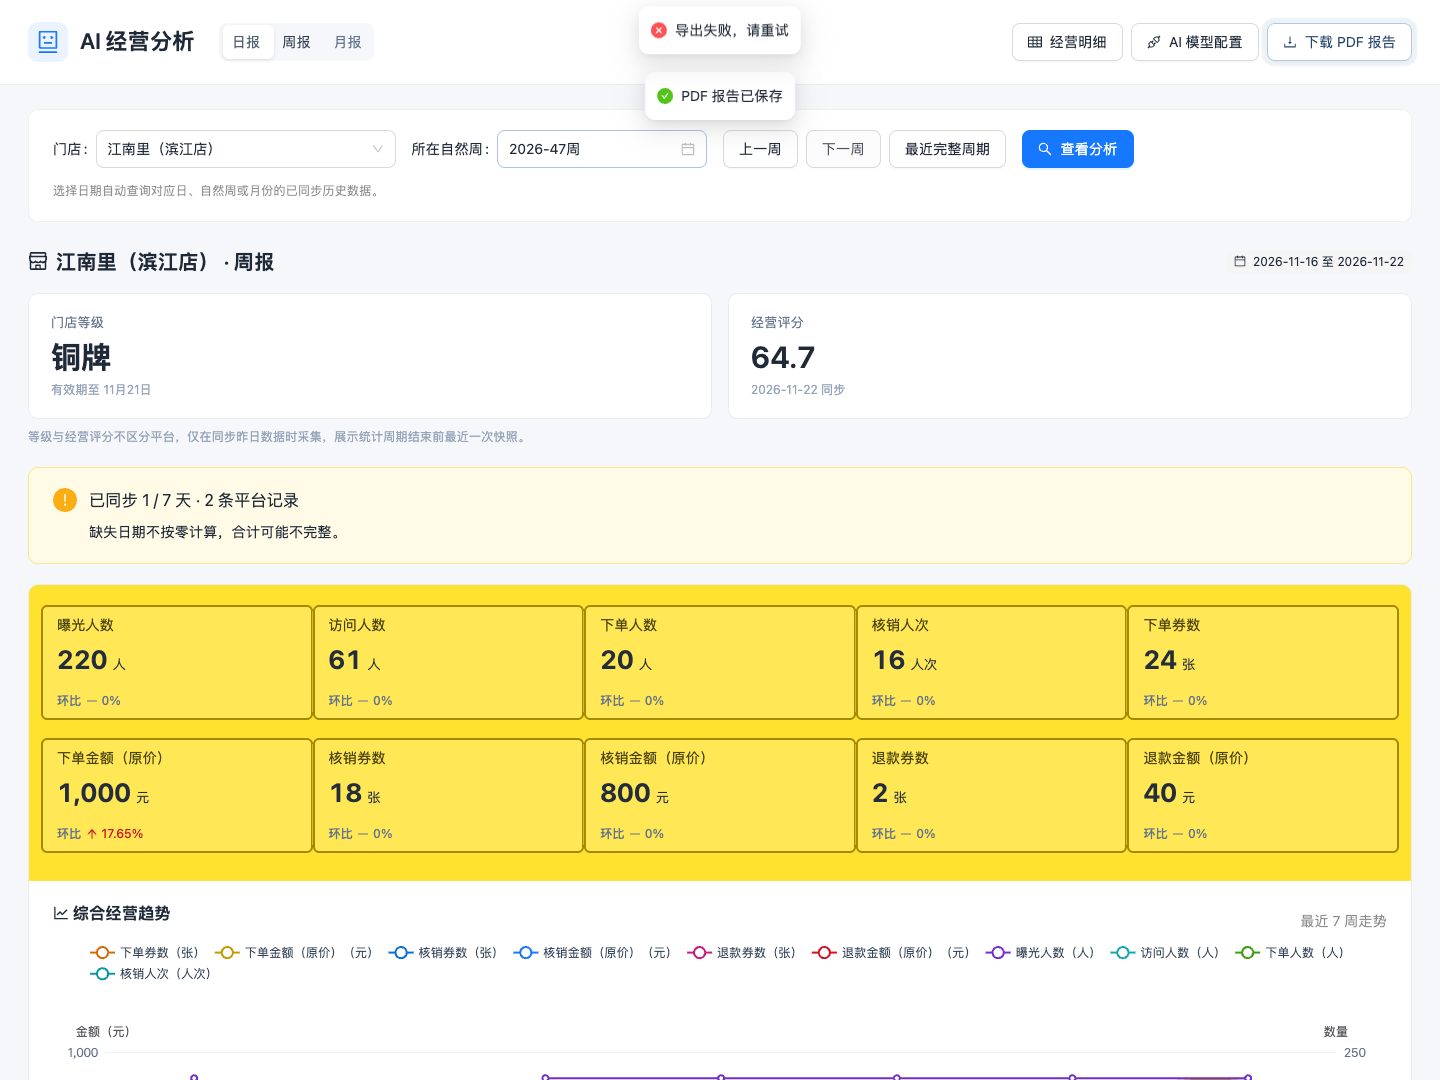 导出失败，请重试
AI 经营分析
日报
周报
月报
经营明细
AI 模型配置
下载 PDF 报告
PDF 报告已保存
门店：
江南里（滨江店）
所在自然周：
2026-47周
上一周
下一周
最近完整周期
查看分析
选择日期自动查询对应日、自然周或月份的已同步历史数据。
江南里（滨江店） · 周报
2026-11-16 至 2026-11-22
门店等级
铜牌
有效期至 11月21日
经营评分
64.7
2026-11-22 同步
等级与经营评分不区分平台，仅在同步昨日数据时采集，展示统计周期结束前最近一次快照。
已同步 1 / 7 天 · 2 条平台记录
缺失日期不按零计算，合计可能不完整。
曝光人数
220 人
环比 — 0%
访问人数
61 人
环比 — 0%
下单人数
20 人
环比 — 0%
核销人次
16 人次
环比 — 0%
下单券数
24 张
环比 — 0%
下单金额（原价）
1,000 元
环比 ↑ 17.65%
核销券数
18 张
环比 — 0%
核销金额（原价）
800 元
环比 — 0%
退款券数
2 张
环比 — 0%
退款金额（原价）
40 元
环比 — 0%
综合经营趋势
最近 7 周走势
下单券数（张）
下单金额（原价）（元）
核销券数（张）
核销金额（原价）（元）
退款券数（张）
退款金额（原价）（元）
曝光人数（人）
访问人数（人）
下单人数（人）
核销人次（人次）
金额（元）
数量
1,000
250